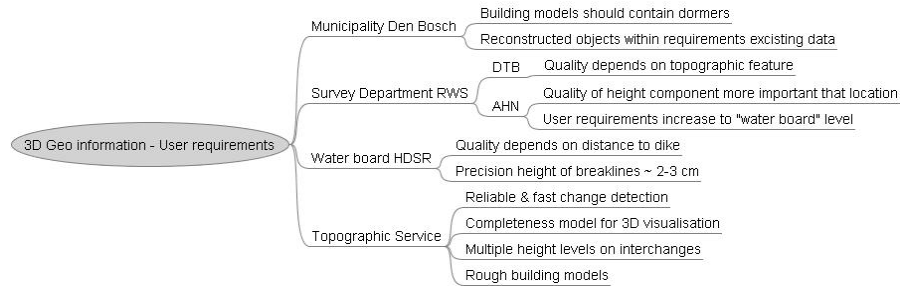 3D Geo information - User requirements
Municipality Den Bosch
Building models should contain dormers
Reconstructed objects within requirements excisting data
Survey Department RWS
DTB
Quality depends on topographic feature
AHN
Quality of height component more important that location
User requirements increase to "water board" level
Water board HDSR
Quality depends on distance to dike
Precision height of breaklines ~ 2-3 cm
Topographic Service
Reliable & fast change detection
Completeness model for 3D visualisation
Multiple height levels on interchanges
Rough building models